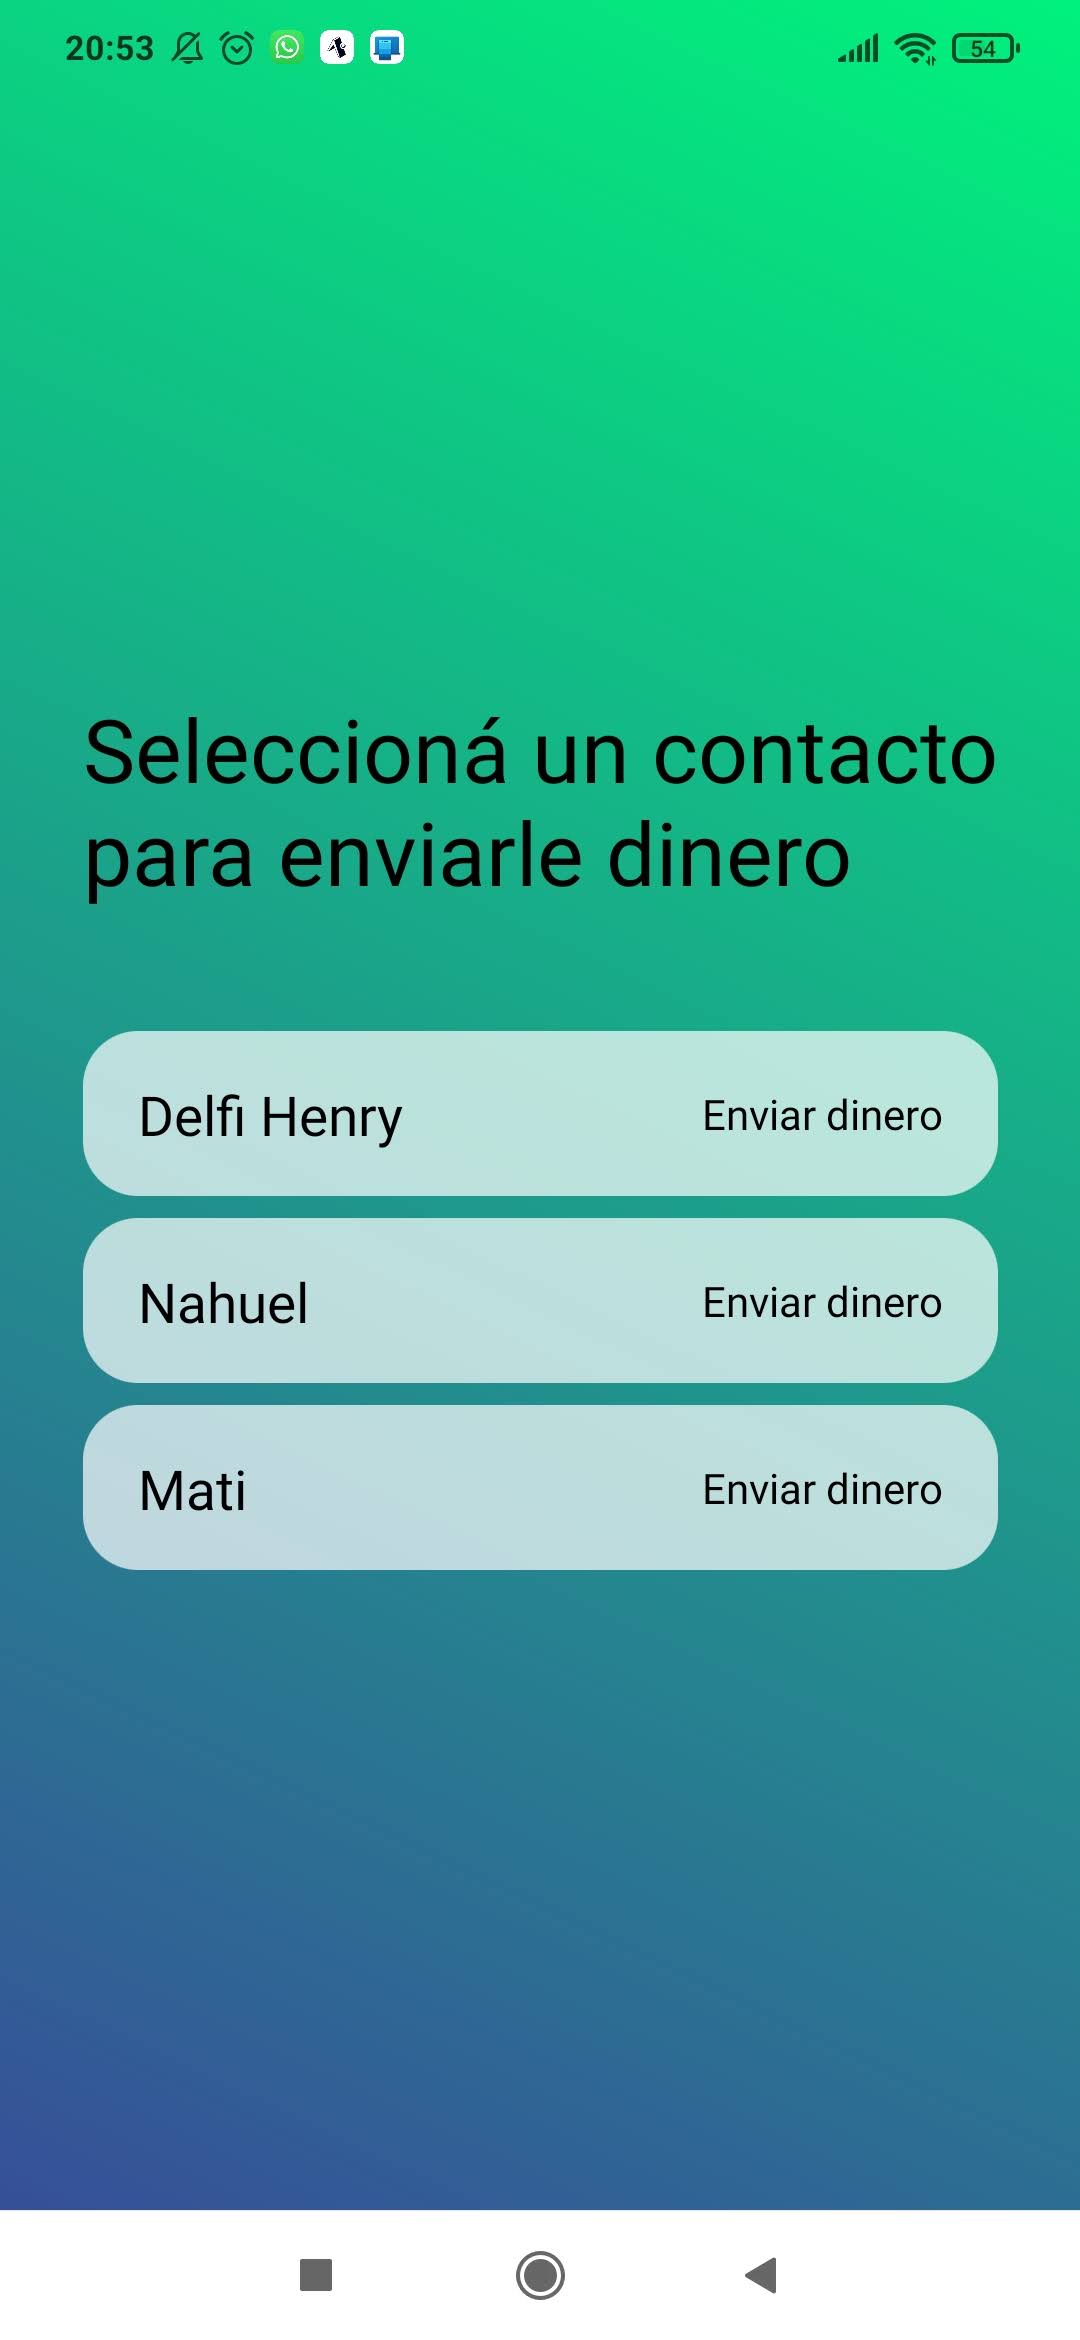 20:53
54
Seleccioná un contacto
para enviarle dinero
Delfi Henry Enviar dinero
Nahuel Enviar dinero
Mati Enviar dinero